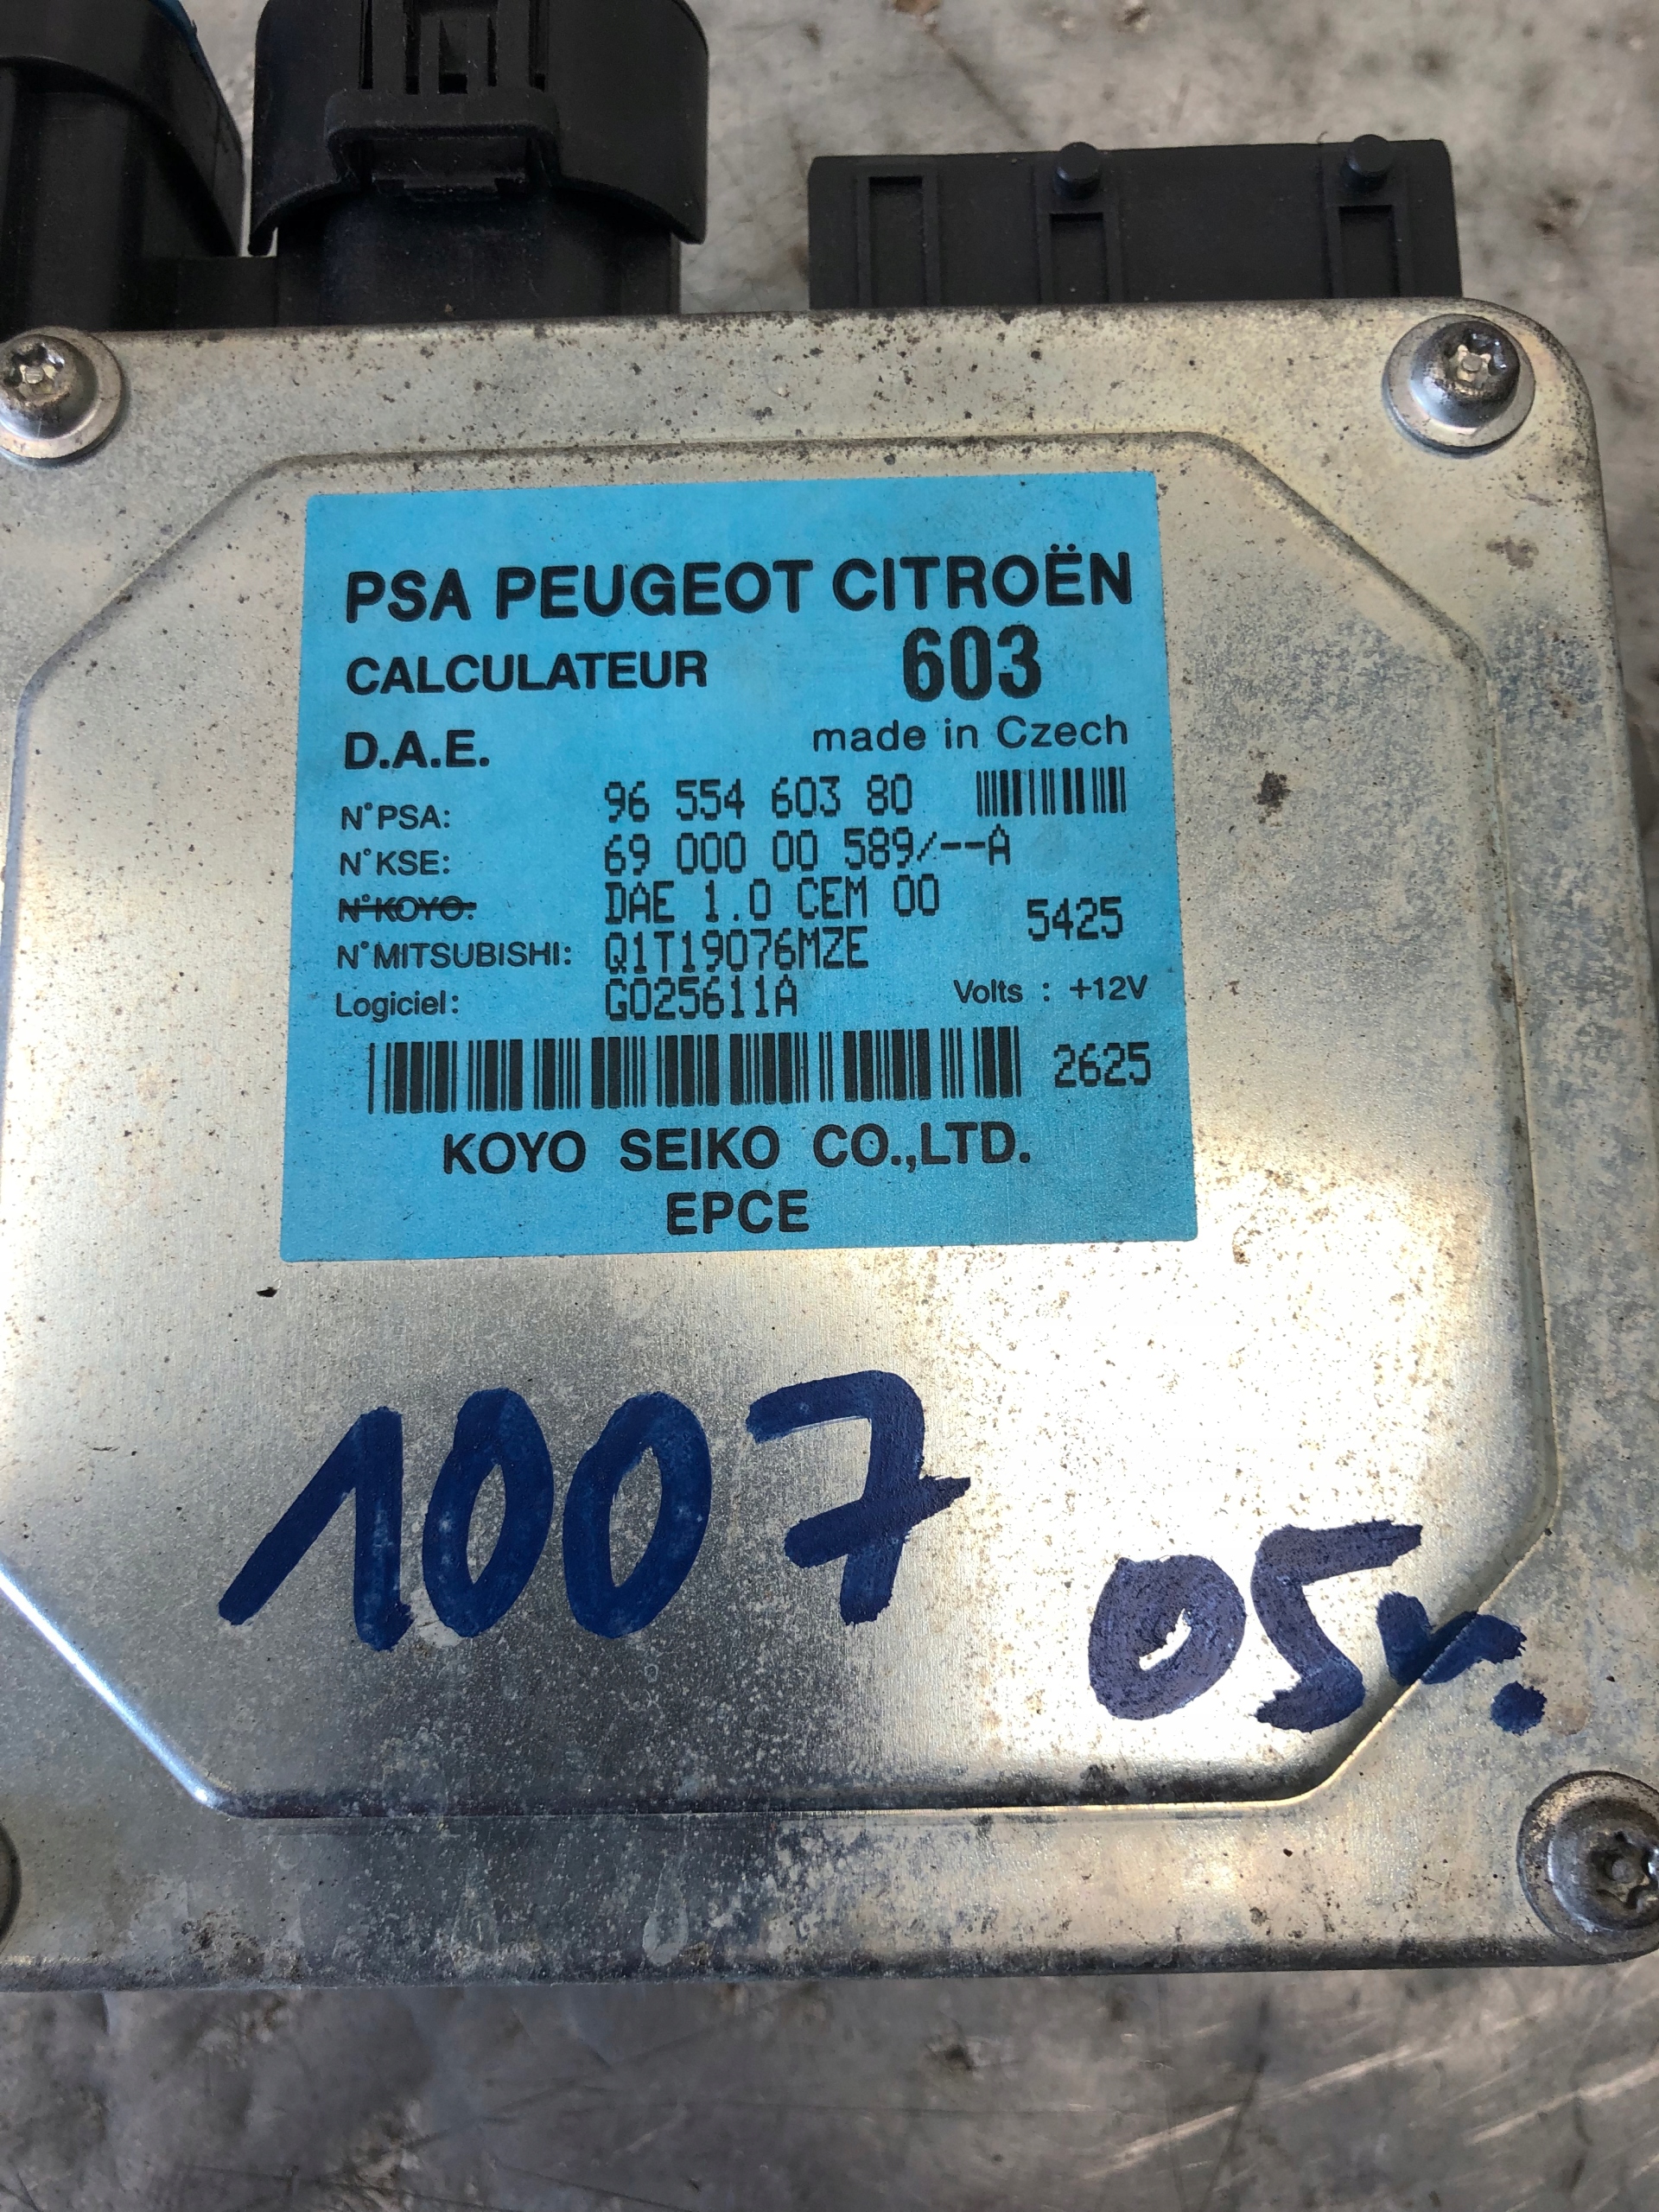 PSA PEUGEOT CITROËN
CALCULATEUR 603
D.A.E. made in Czech
N°PSA: 96 554 603 80
N°KSE: 69 000 00 589/--A
N°KOYO: DAE 1.0 CEM 00 5425
N°MITSUBISHI: Q1T19076MZE
Logiciel: G025611A Volts : +12V
2625
KOYO SEIKO CO.,LTD.
EPCE
1007
05r.